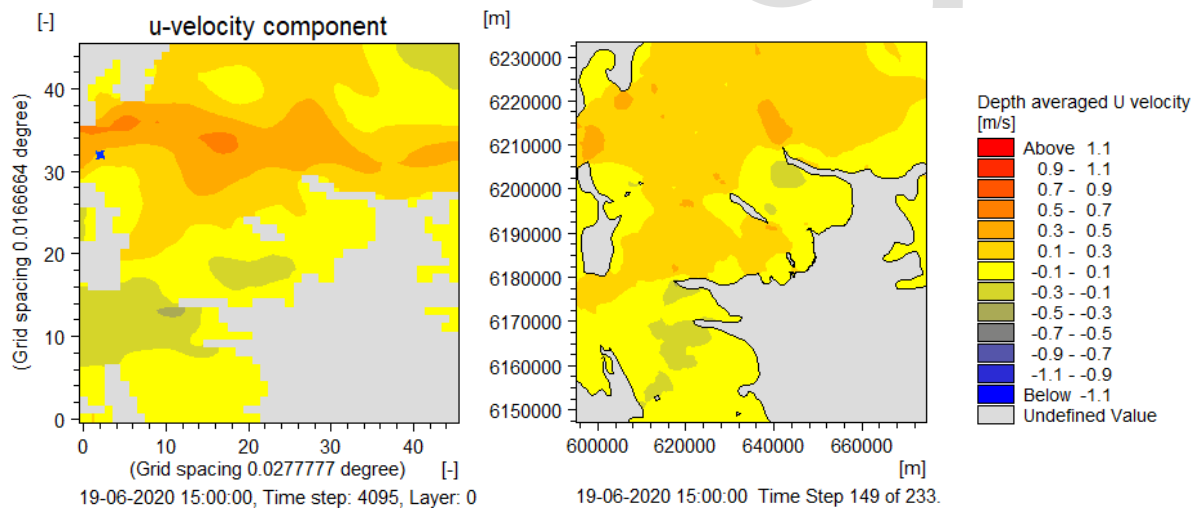 [-]
u-velocity component
(Grid spacing 0.0166664 degree)
40
30
20
10
0
0 10 20 30 40
(Grid spacing 0.0277777 degree) [-]
19-06-2020 15:00:00, Time step: 4095, Layer: 0
[m]
6230000
6220000
6210000
6200000
6190000
6180000
6170000
6160000
6150000
600000 620000 640000 660000
[m]
19-06-2020 15:00:00 Time Step 149 of 233.
Depth averaged U velocity
[m/s]
Above 1.1
0.9 - 1.1
0.7 - 0.9
0.5 - 0.7
0.3 - 0.5
0.1 - 0.3
-0.1 - 0.1
-0.3 - -0.1
-0.5 - -0.3
-0.7 - -0.5
-0.9 - -0.7
-1.1 - -0.9
Below -1.1
Undefined Value